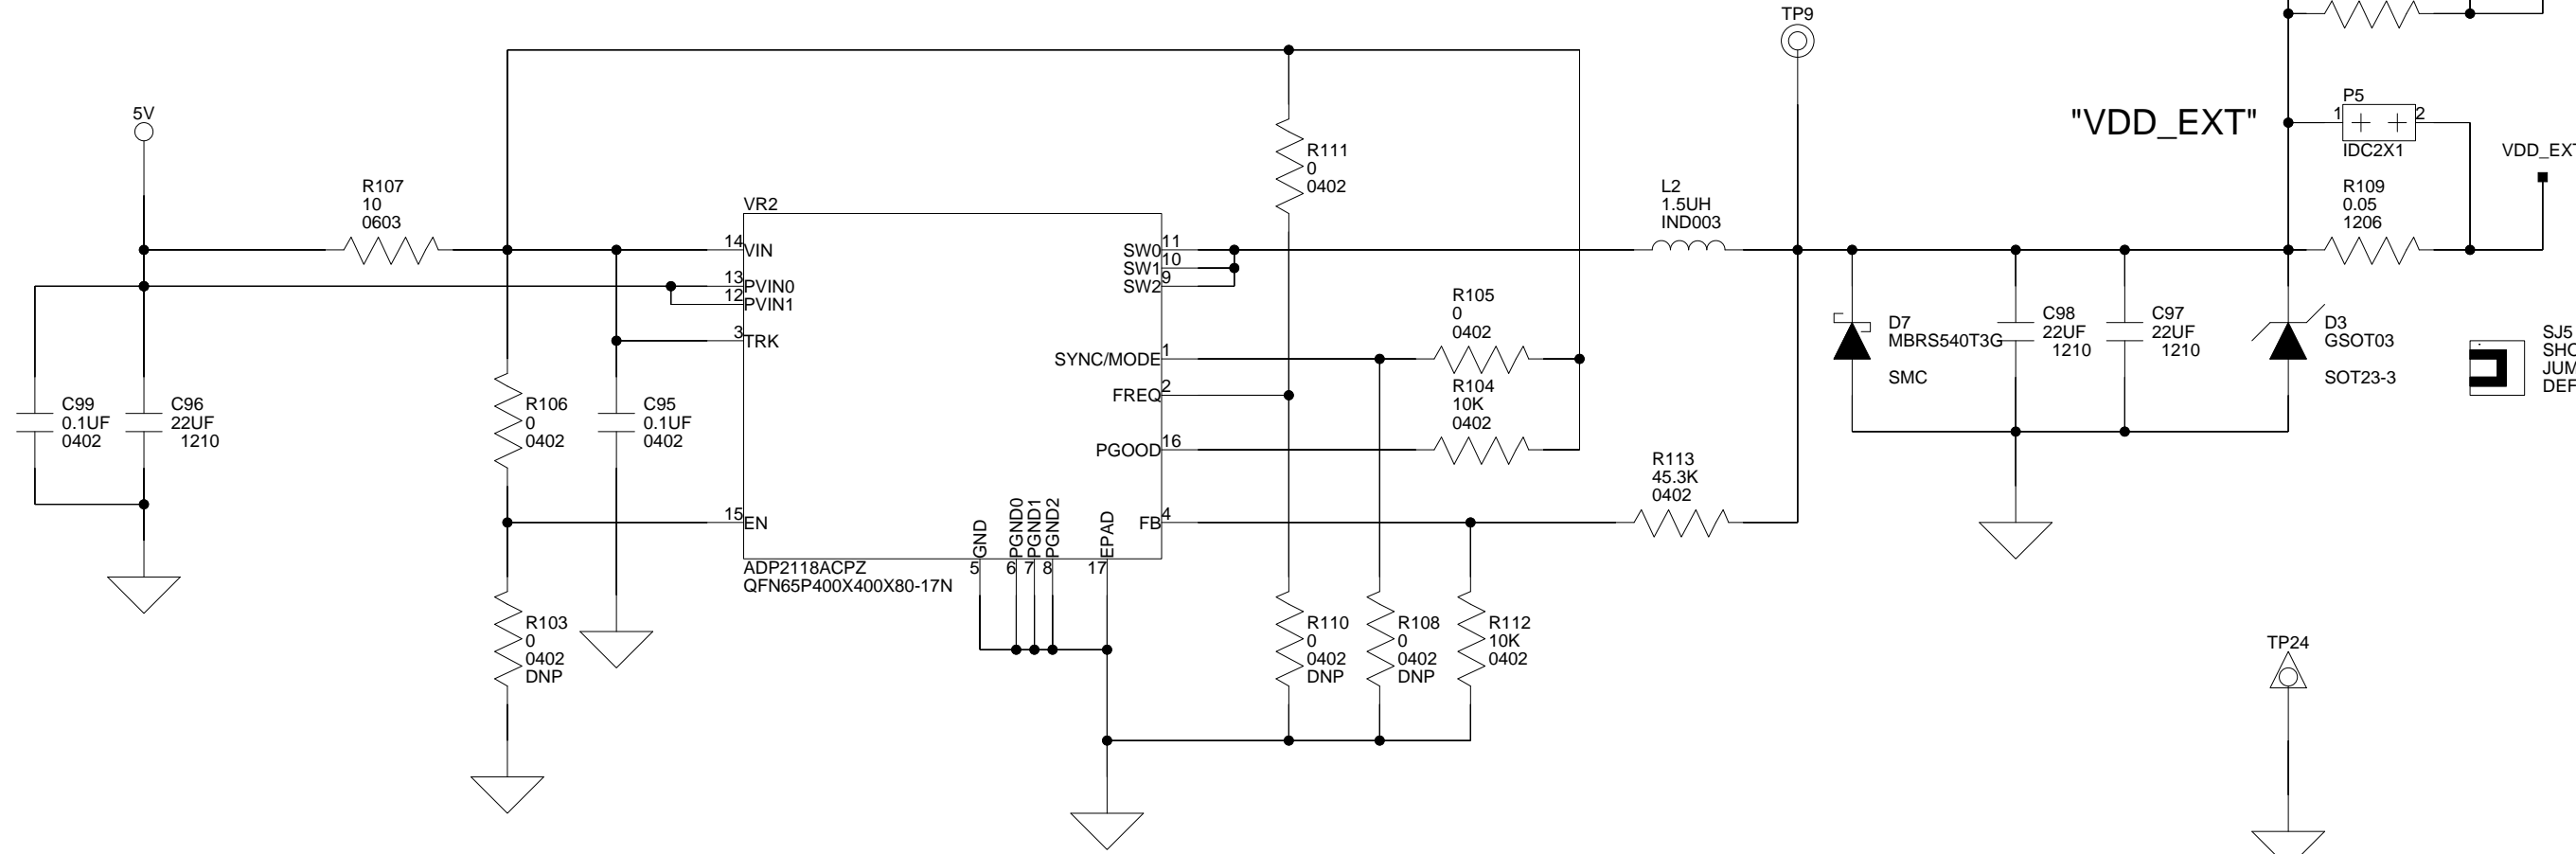 TP9
5V
"VDD_EXT"
P5
1
2
IDC2X1
VDD_EXT
R107
10
0603
R111
0
0402
L2
1.5UH
IND003
R109
0.05
1206
VR2
14 VIN
13 PVIN0
12 PVIN1
3 TRK
15 EN
SW0 11
SW1 10
SW2 9
SYNC/MODE 1
FREQ 2
PGOOD 16
FB 4
GND 5
PGND0 6
PGND1 7
PGND2 8
EPAD 17
ADP2118ACPZ
QFN65P400X400X80-17N
R105
0
0402
R104
10K
0402
R113
45.3K
0402
D7
MBRS540T3G
SMC
C98
22UF
1210
C97
22UF
1210
D3
GSOT03
SOT23-3
SJ5
SHO
JUM
DEF
C99
0.1UF
0402
C96
22UF
1210
R106
0
0402
C95
0.1UF
0402
R103
0
0402
DNP
R110
0
0402
DNP
R108
0
0402
DNP
R112
10K
0402
TP24